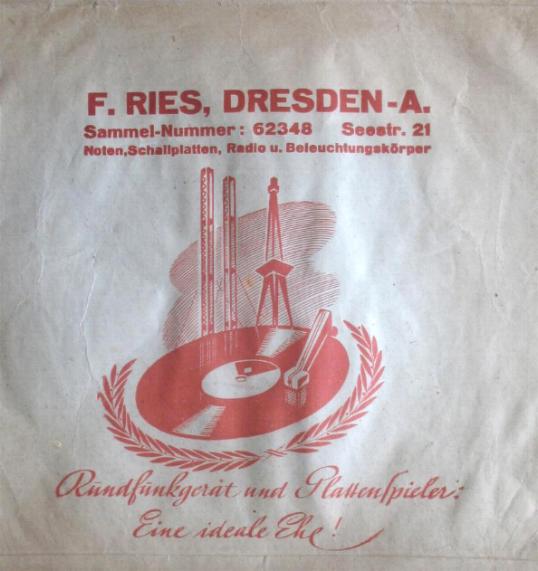 F. RIES, DRESDEN-A.
Sammel-Nummer: 62348 Seestr. 21
Noten, Schallplatten, Radio u. Beleuchtungskörper
Rundfunkgerät und Plattenspieler:
Eine ideale Ehe!